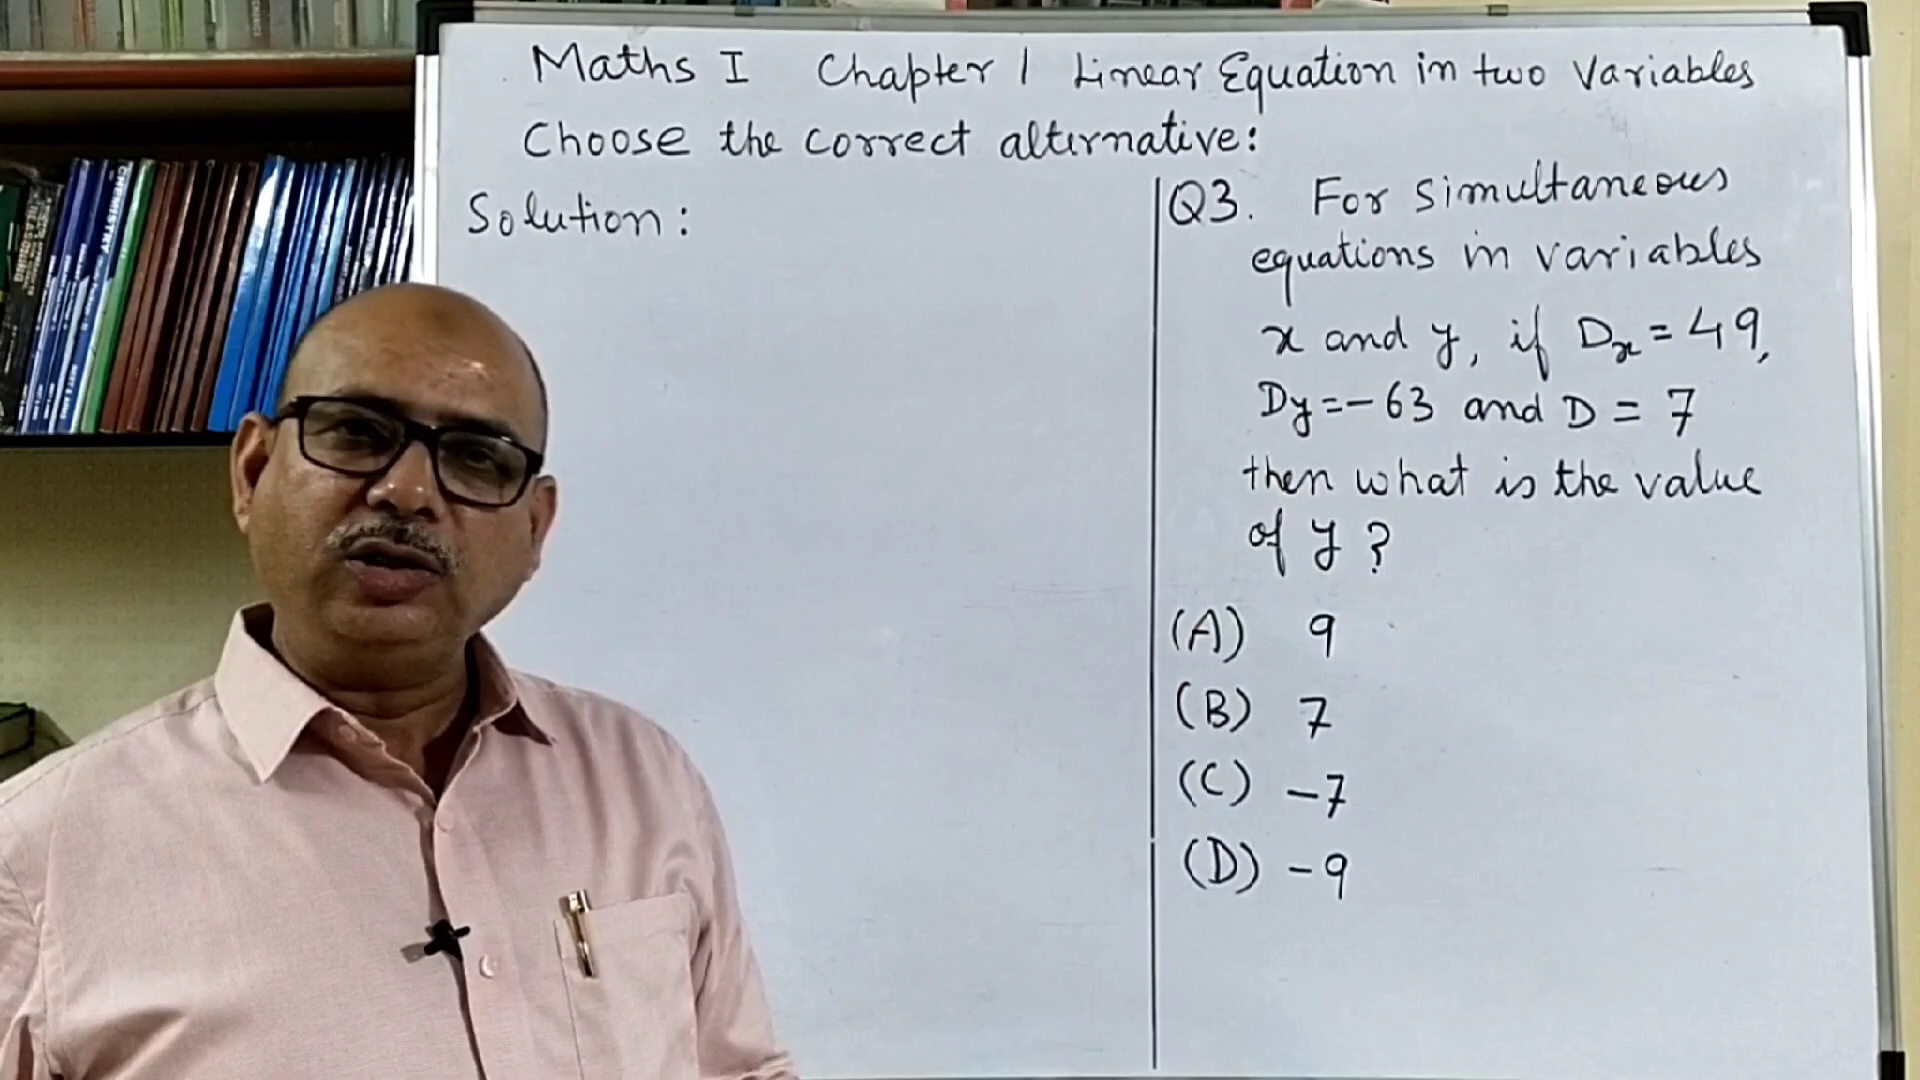 Maths I Chapter 1 Linear Equation in two Variables
Choose the correct alternative:
Solution:
Q3. For simultaneous
equations in variables
x and y, if Dx = 49,
Dy = -63 and D = 7
then what is the value
of y ?
(A) 9
(B) 7
(C) -7
(D) -9
CHEMISTRY